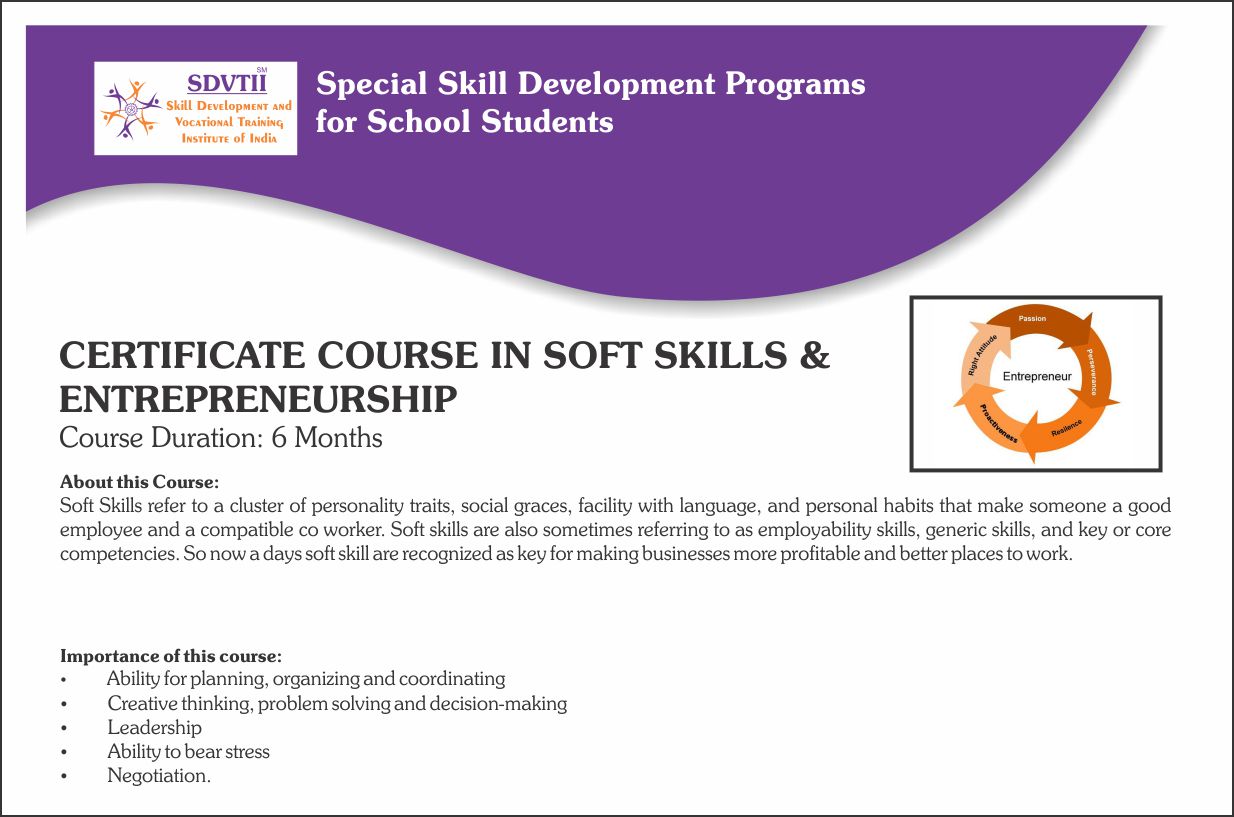 SDVTII SM
Skill Development and
Vocational Training
Institute of India
Special Skill Development Programs
for School Students
CERTIFICATE COURSE IN SOFT SKILLS &
ENTREPRENEURSHIP
Course Duration: 6 Months
Passion
Perseverance
Resilence
Proactiveness
Right Attitude
Entrepreneur
About this Course:
Soft Skills refer to a cluster of personality traits, social graces, facility with language, and personal habits that make someone a good
employee and a compatible co worker. Soft skills are also sometimes referring to as employability skills, generic skills, and key or core
competencies. So now a days soft skill are recognized as key for making businesses more profitable and better places to work.
Importance of this course:
• Ability for planning, organizing and coordinating
• Creative thinking, problem solving and decision-making
• Leadership
• Ability to bear stress
• Negotiation.